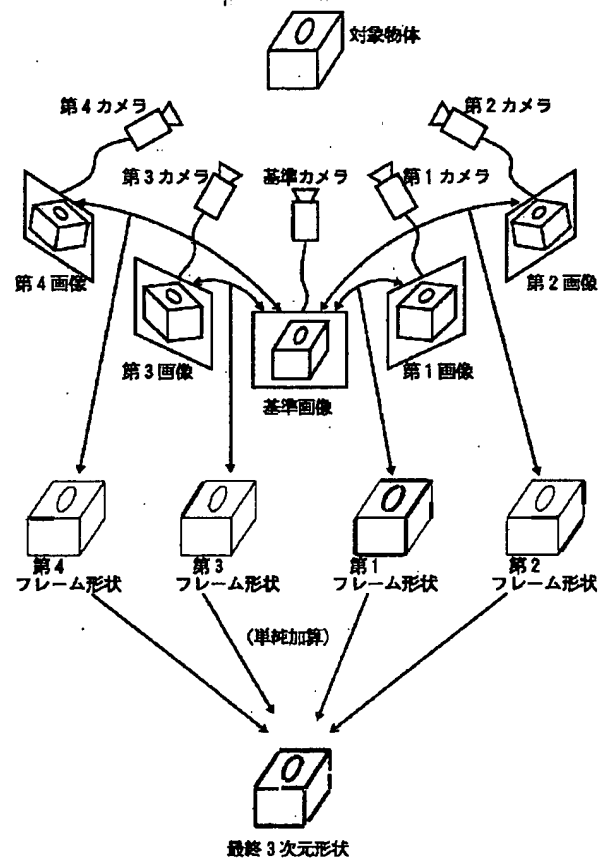 対象物体
第4カメラ
第2カメラ
第3カメラ
基準カメラ
第1カメラ
第4画像
第2画像
第3画像
第1画像
基準画像
第4
フレーム形状
第3
フレーム形状
第1
フレーム形状
第2
フレーム形状
(単純加算)
最終3次元形状